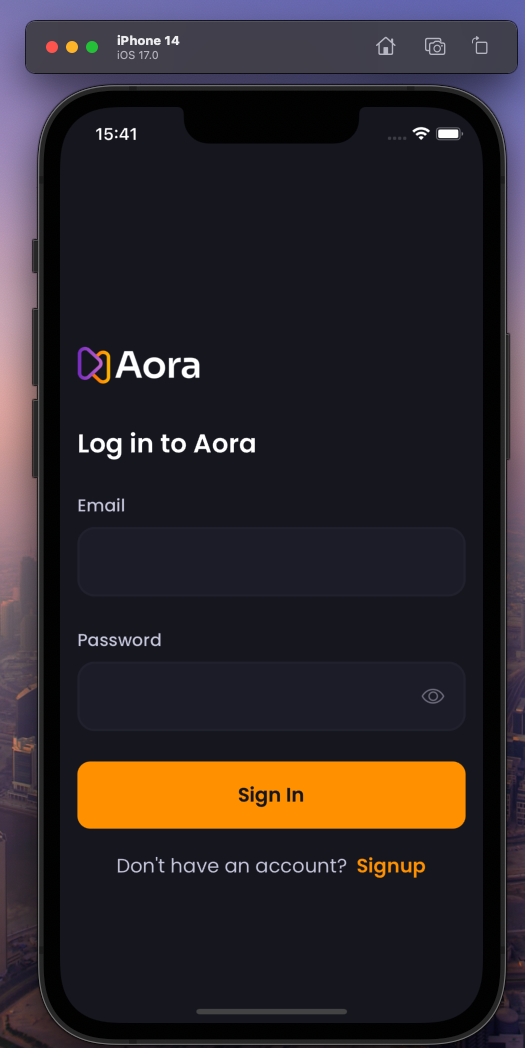 iPhone 14
iOS 17.0
15:41
Aora
Log in to Aora
Email
Password
Sign In
Don't have an account? Signup